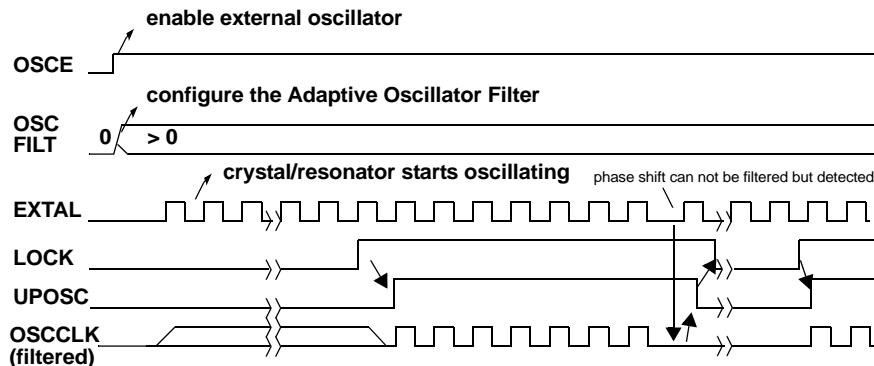 enable external oscillator
OSCE
configure the Adaptive Oscillator Filter
OSC
FILT
0 > 0
crystal/resonator starts oscillating
phase shift can not be filtered but detected
EXTAL
LOCK
UPOSC
OSCCLK
(filtered)